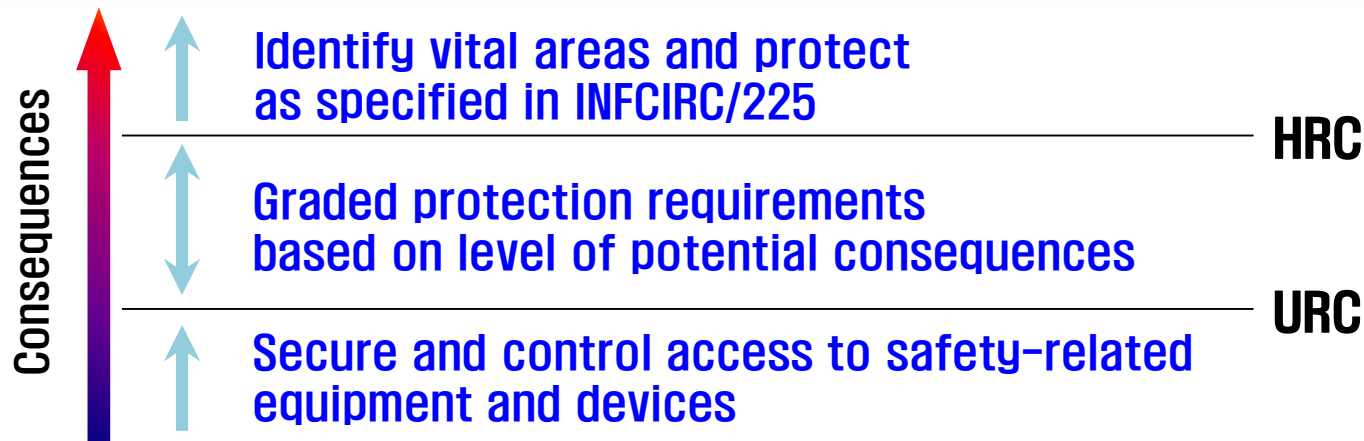 Consequences
Identify vital areas and protect
as specified in INFCIRC/225
HRC
Graded protection requirements
based on level of potential consequences
URC
Secure and control access to safety-related
equipment and devices